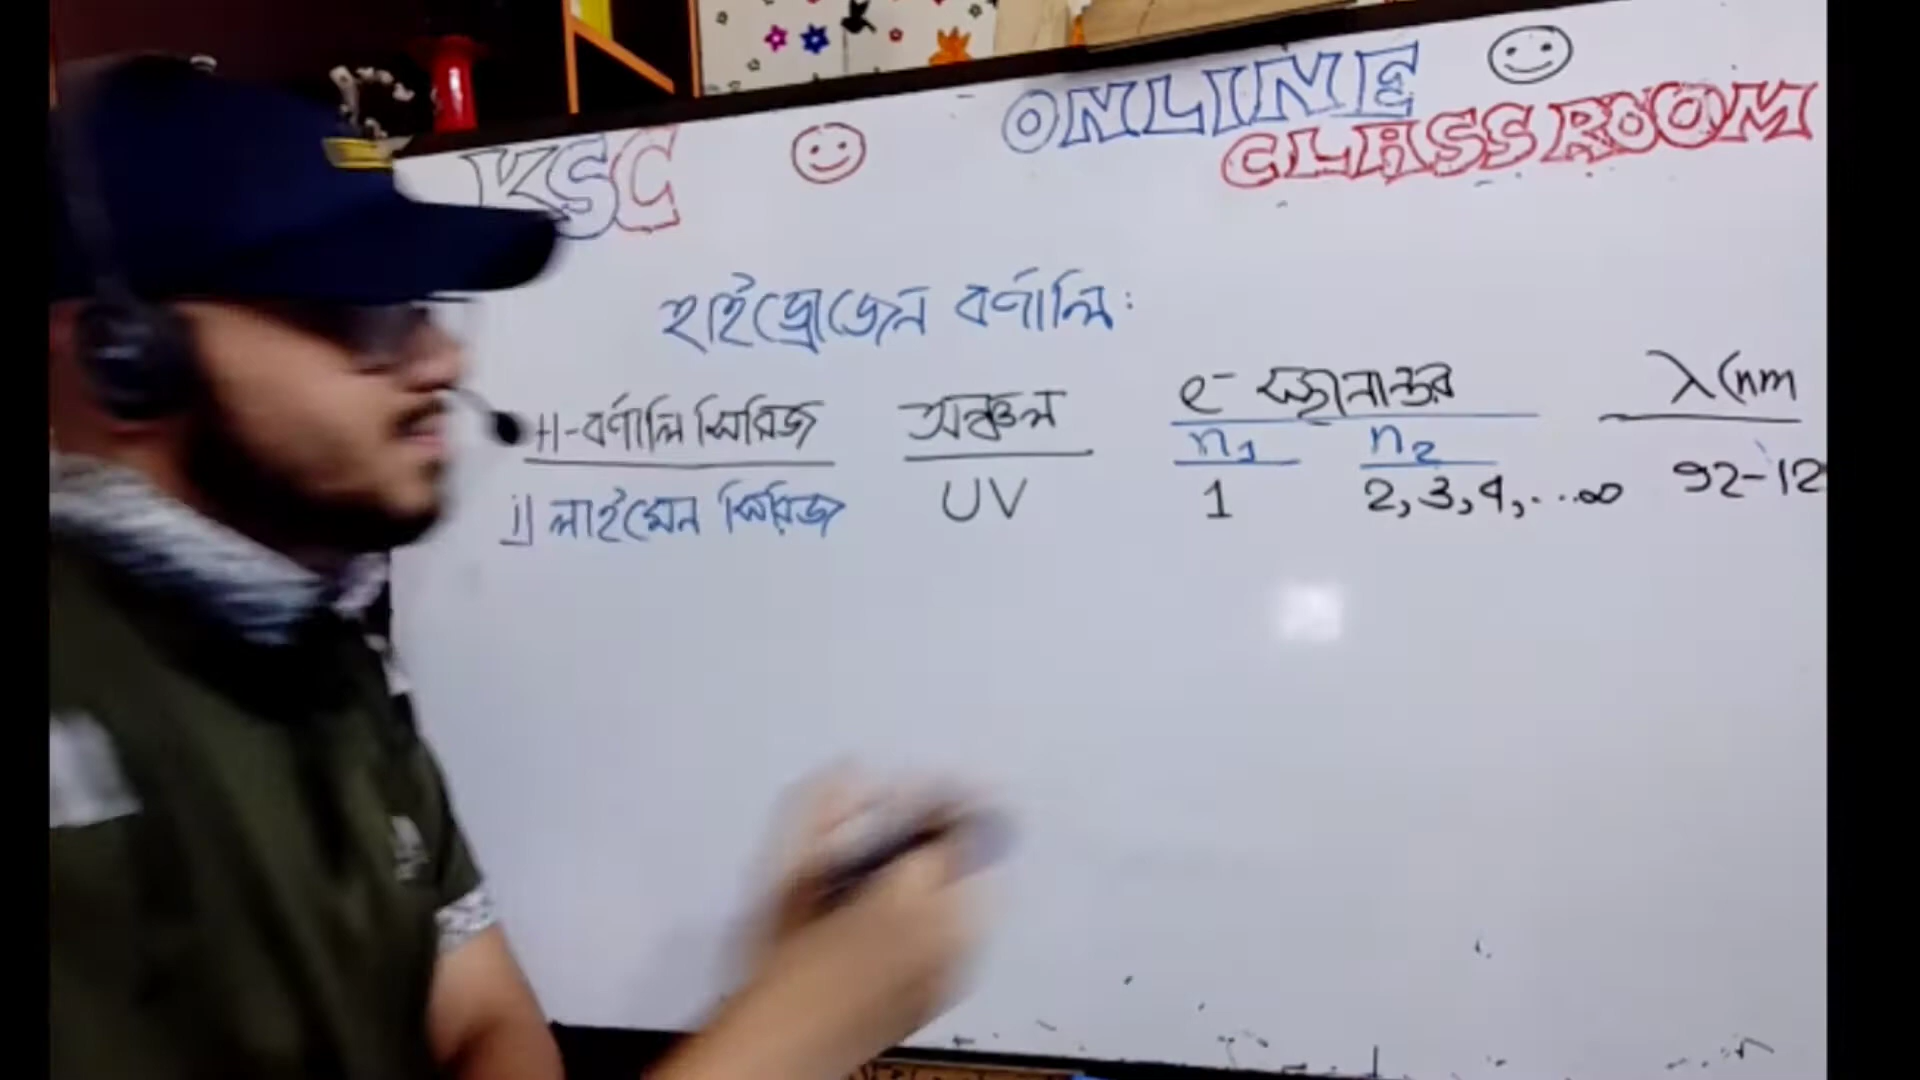 KSC ONLINE
CLASSROOM
হাইড্রোজেন বর্ণালি:
H-বর্ণালি সিরিজ অঞ্চল e⁻ স্থানান্তর λ(nm
n₁ n₂
i) লাইমেন সিরিজ UV 1 2,3,4,...∞ 92-12